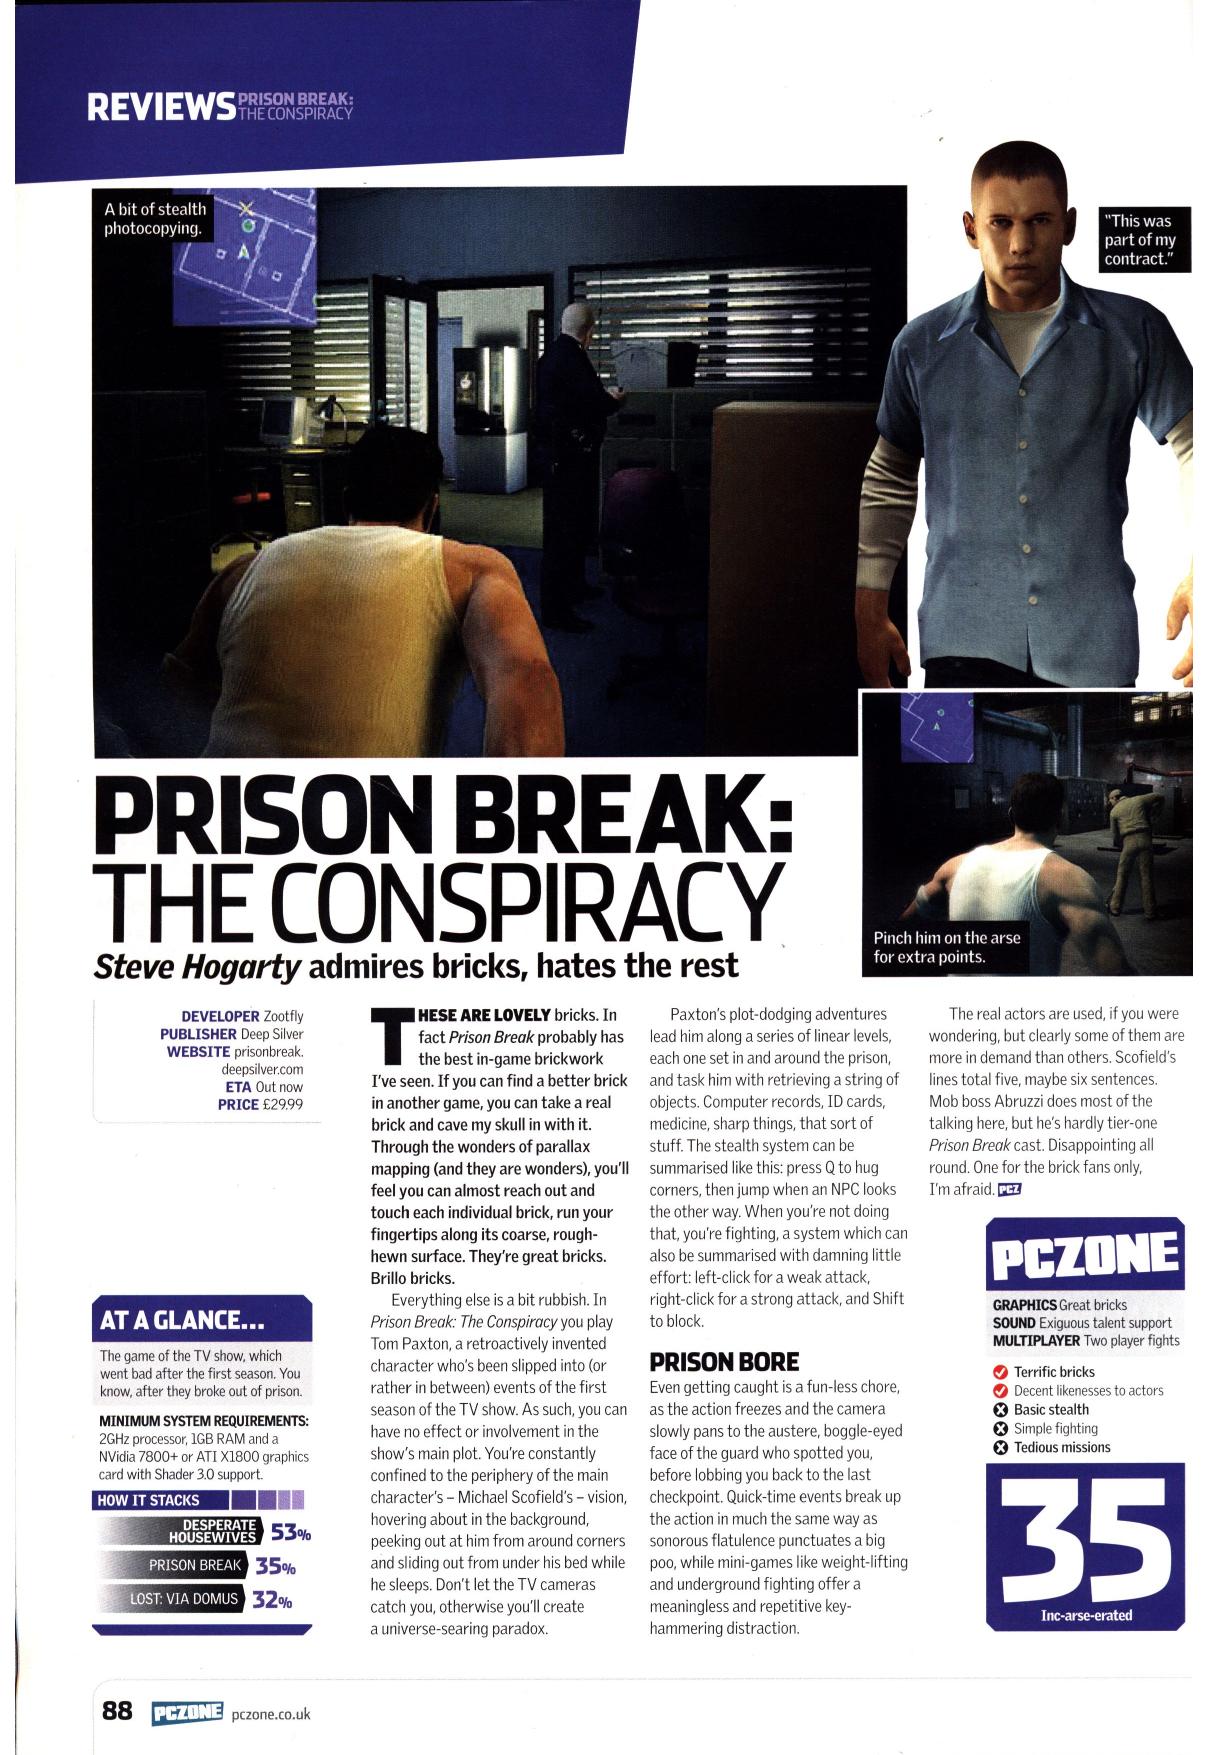 REVIEWS PRISON BREAK:
THE CONSPIRACY
A bit of stealth
photocopying.
"This was
part of my
contract."
Pinch him on the arse
for extra points.
PRISON BREAK:
THE CONSPIRACY
Steve Hogarty admires bricks, hates the rest
DEVELOPER Zootfly
PUBLISHER Deep Silver
WEBSITE prisonbreak.
deepsilver.com
ETA Out now
PRICE £29.99
THESE ARE LOVELY bricks. In
fact Prison Break probably has
the best in-game brickwork
I've seen. If you can find a better brick
in another game, you can take a real
brick and cave my skull in with it.
Through the wonders of parallax
mapping (and they are wonders), you'll
feel you can almost reach out and
touch each individual brick, run your
fingertips along its coarse, rough-
hewn surface. They're great bricks.
Brillo bricks.
Everything else is a bit rubbish. In
Prison Break: The Conspiracy you play
Tom Paxton, a retroactively invented
character who's been slipped into (or
rather in between) events of the first
season of the TV show. As such, you can
have no effect or involvement in the
show's main plot. You're constantly
confined to the periphery of the main
character's – Michael Scofield's – vision,
hovering about in the background,
peeking out at him from around corners
and sliding out from under his bed while
he sleeps. Don't let the TV cameras
catch you, otherwise you'll create
a universe-searing paradox.
Paxton's plot-dodging adventures
lead him along a series of linear levels,
each one set in and around the prison,
and task him with retrieving a string of
objects. Computer records, ID cards,
medicine, sharp things, that sort of
stuff. The stealth system can be
summarised like this: press Q to hug
corners, then jump when an NPC looks
the other way. When you're not doing
that, you're fighting, a system which can
also be summarised with damning little
effort: left-click for a weak attack,
right-click for a strong attack, and Shift
to block.
PRISON BORE
Even getting caught is a fun-less chore,
as the action freezes and the camera
slowly pans to the austere, boggle-eyed
face of the guard who spotted you,
before lobbing you back to the last
checkpoint. Quick-time events break up
the action in much the same way as
sonorous flatulence punctuates a big
poo, while mini-games like weight-lifting
and underground fighting offer a
meaningless and repetitive key-
hammering distraction.
The real actors are used, if you were
wondering, but clearly some of them are
more in demand than others. Scofield's
lines total five, maybe six sentences.
Mob boss Abruzzi does most of the
talking here, but he's hardly tier-one
Prison Break cast. Disappointing all
round. One for the brick fans only,
I'm afraid. PCZ
AT A GLANCE...
The game of the TV show, which
went bad after the first season. You
know, after they broke out of prison.
MINIMUM SYSTEM REQUIREMENTS:
2GHz processor, 1GB RAM and a
NVidia 7800+ or ATI X1800 graphics
card with Shader 3.0 support.
HOW IT STACKS
DESPERATE
HOUSEWIVES 53%
PRISON BREAK 35%
LOST: VIA DOMUS 32%
PCZONE
GRAPHICS Great bricks
SOUND Exiguous talent support
MULTIPLAYER Two player fights
Terrific bricks
Decent likenesses to actors
Basic stealth
Simple fighting
Tedious missions
35
Inc-arse-erated
88 PCZONE pczone.co.uk